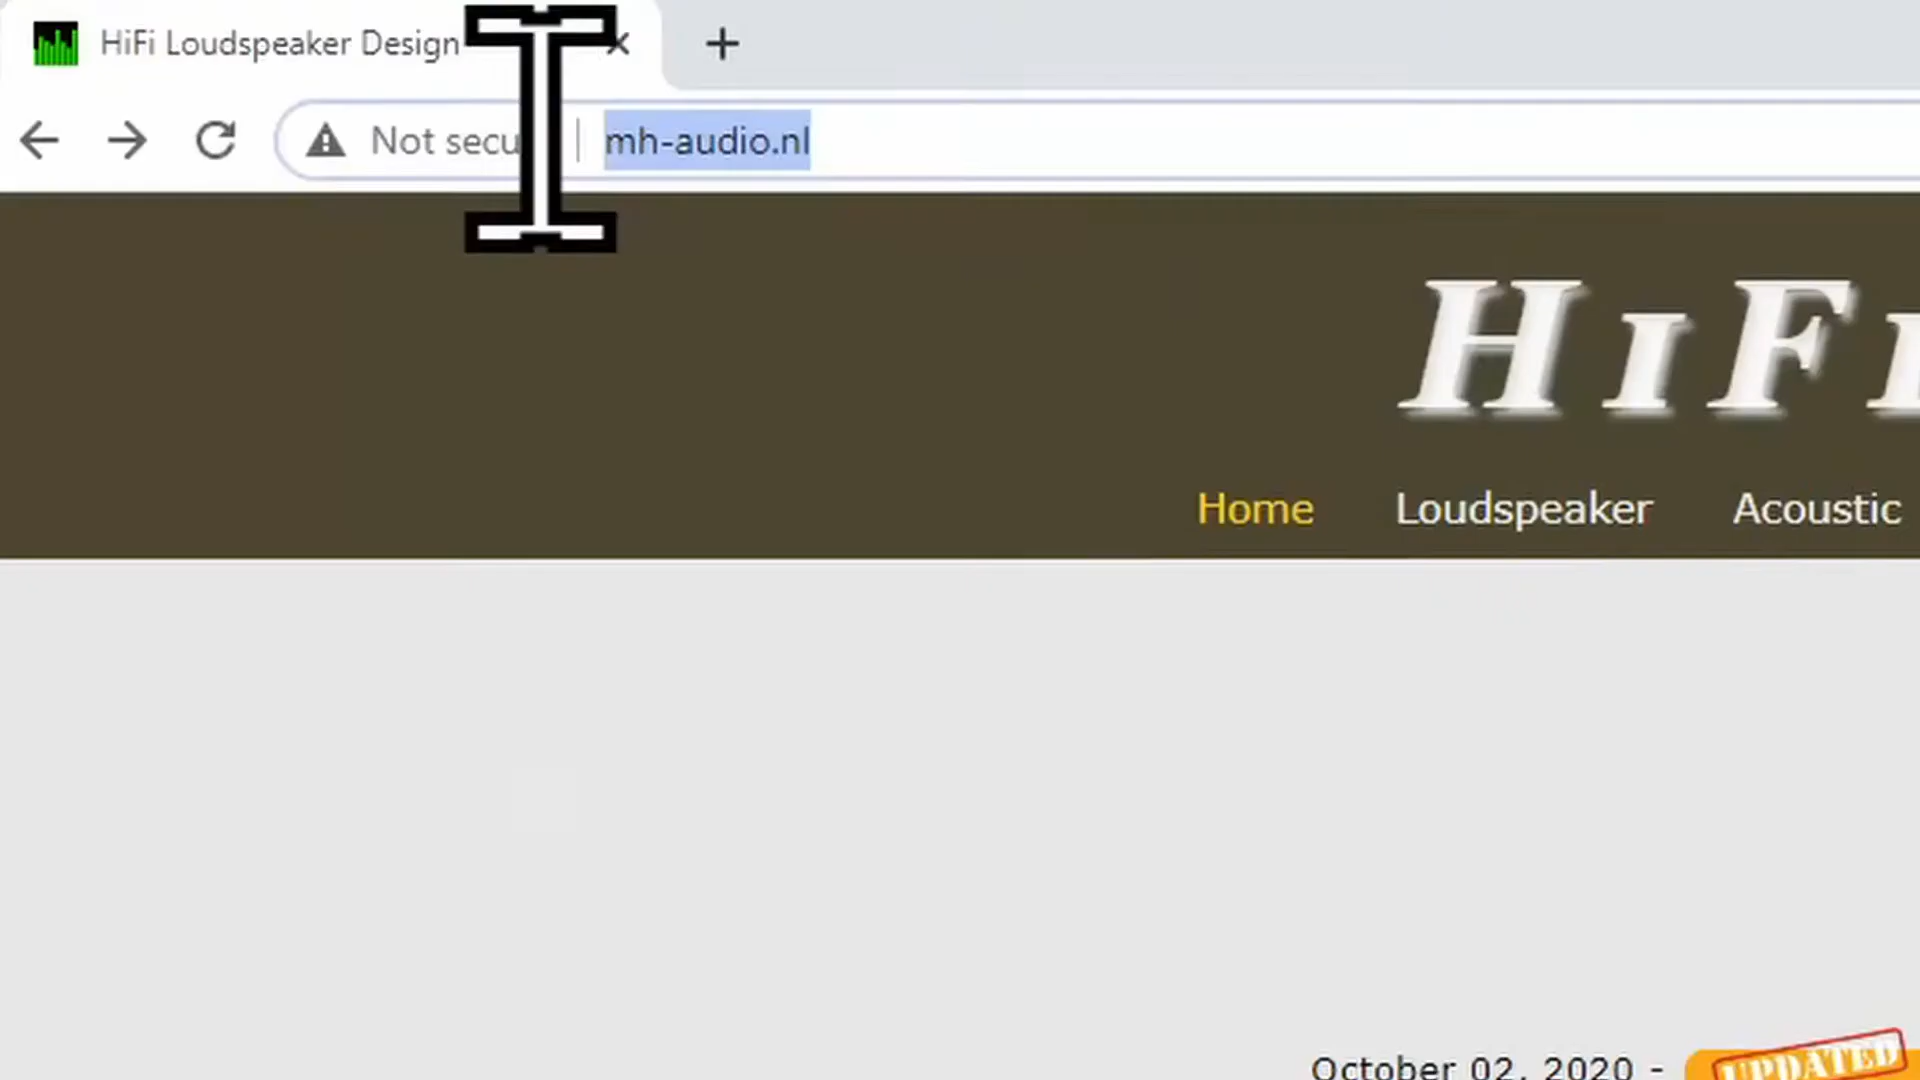 HiFi Loudspeaker Design
Not secu
mh-audio.nl
HiFi
Home Loudspeaker Acoustic
October 02, 2020 - UPDATED